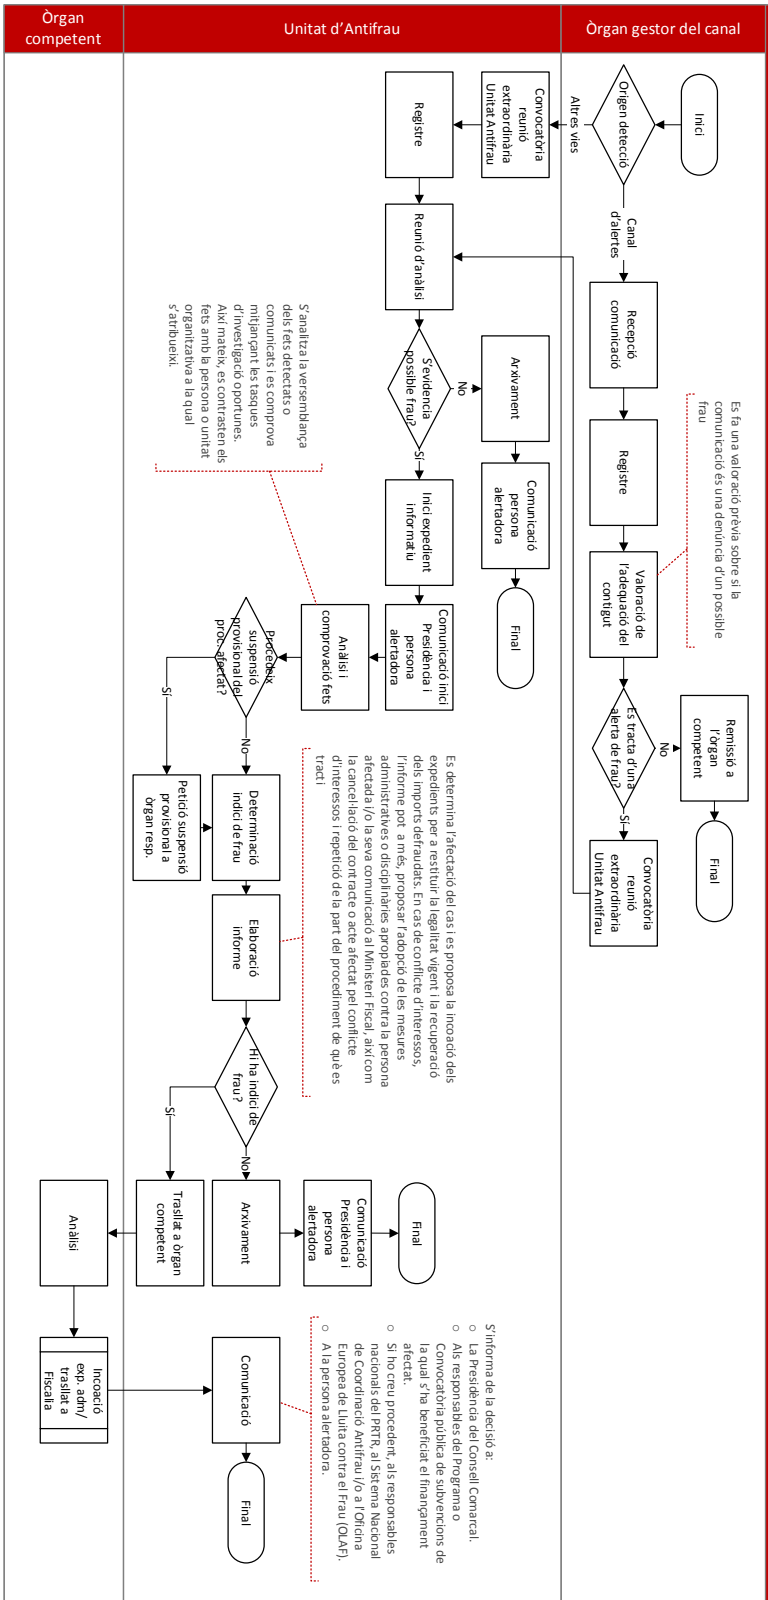 Òrgan gestor del canal
Unitat d'Antifrau
Òrgan
competent
Inici
Origen detecció
Canal
d'alertes
Altres vies
Recepció
comunicació
Registre
Valoració de
l'adequació del
contigut
Es fa una valoració prèvia sobre si la
comunicació és una denúncia d'un possible
frau
Es tracta d'una
alerta de frau?
No
Remissió a
l'òrgan
competent
Final
Sí
Convocatòria
reunió
extraordinària
Unitat Antifrau
Convocatòria
reunió
extraordinària
Unitat Antifrau
Registre
Reunió d'anàlisi
S'evidencia
possible frau?
No
Arxivament
Comunicació
persona
alertadora
Final
Sí
Inici expedient
informatiu
Comunicació inici
Presidència i
persona
alertadora
Anàlisi i
comprovació fets
S'analitza la versemblança
dels fets detectats o
comunicats i es comprova
mitjançant les tasques
d'investigació oportunes.
Així mateix, es contrasten els
fets amb la persona o unitat
organitzativa a la qual
s'atribueixi.
Procedeix
suspensió
provisional del
proc. afectat?
No
Sí
Petició suspensió
provisional a
òrgan resp.
Determinació
indici de frau
Elaboració
informe
Es determina l'afectació del cas i es proposa la incoació dels
expedients per a restituir la legalitat vigent i la recuperació
dels imports defraudats. En cas de conflicte d'interessos,
l'informe pot a més, proposar l'adopció de les mesures
administratives o disciplinàries apropiades contra la persona
afectada i/o la seva comunicació al Ministeri Fiscal, així com
la cancel·lació del contracte o acte afectat pel conflicte
d'interessos i repetició de la part del procediment de què es
tracti
Hi ha indici de
frau?
No
Arxivament
Comunicació
Presidència i
persona
alertadora
Final
Sí
Trasllat a òrgan
competent
Anàlisi
Incoació
exp. adm/
trasllat a
Fiscalia
Comunicació
Final
S'informa de la decisió a:
○ La Presidència del Consell Comarcal.
○ Als responsables del Programa o
Convocatòria pública de subvencions de
la qual s'ha beneficiat el finançament
afectat.
○ Si ho creu procedent, als responsables
nacionals del PRTR, al Sistema Nacional
de Coordinació Antifrau i/o a l'Oficina
Europea de Lluita contra el Frau (OLAF).
○ A la persona alertadora.